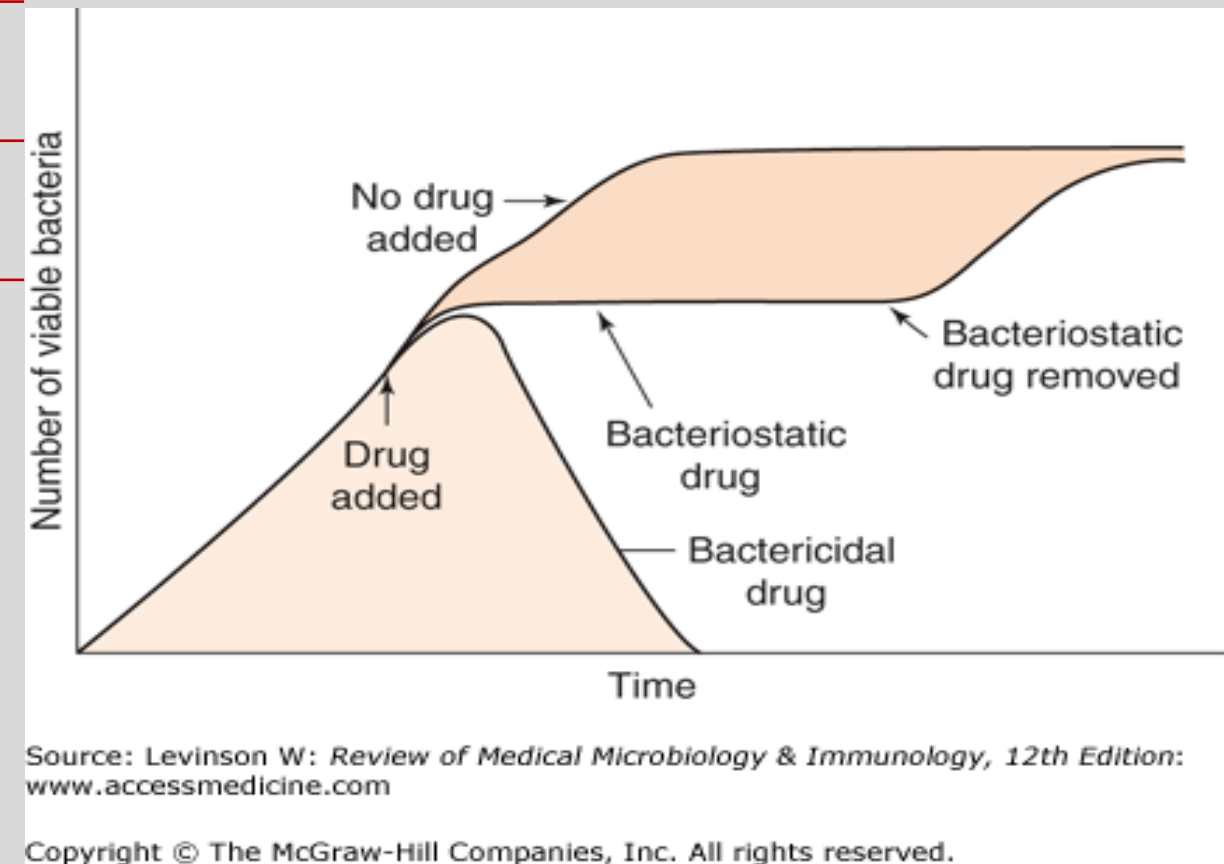 Number of viable bacteria
No drug
added
Drug
added
Bacteriostatic
drug
Bacteriostatic
drug removed
Bactericidal
drug
Time
Source: Levinson W: Review of Medical Microbiology & Immunology, 12th Edition:
www.accessmedicine.com
Copyright © The McGraw-Hill Companies, Inc. All rights reserved.